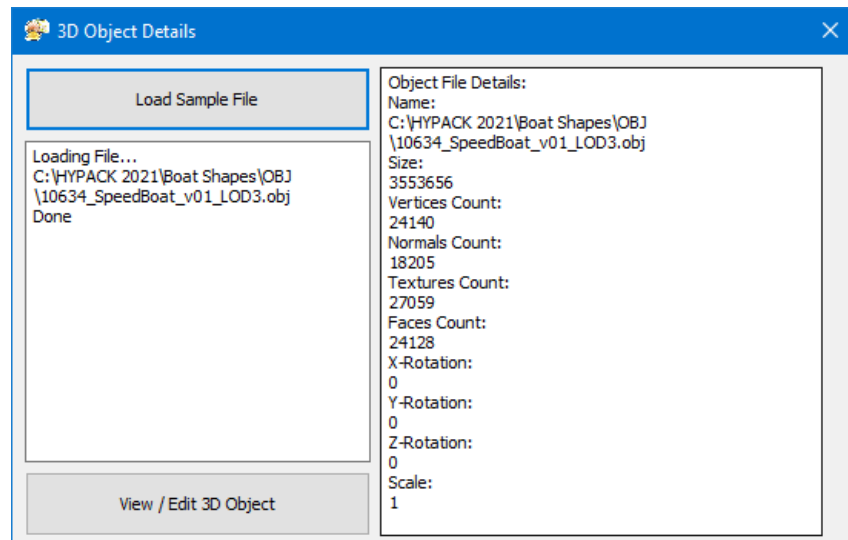 3D Object Details
Load Sample File
Loading File...
C:\HYPACK 2021\Boat Shapes\OBJ
\10634_SpeedBoat_v01_LOD3.obj
Done
View / Edit 3D Object
Object File Details:
Name:
C:\HYPACK 2021\Boat Shapes\OBJ
\10634_SpeedBoat_v01_LOD3.obj
Size:
3553656
Vertices Count:
24140
Normals Count:
18205
Textures Count:
27059
Faces Count:
24128
X-Rotation:
0
Y-Rotation:
0
Z-Rotation:
0
Scale:
1